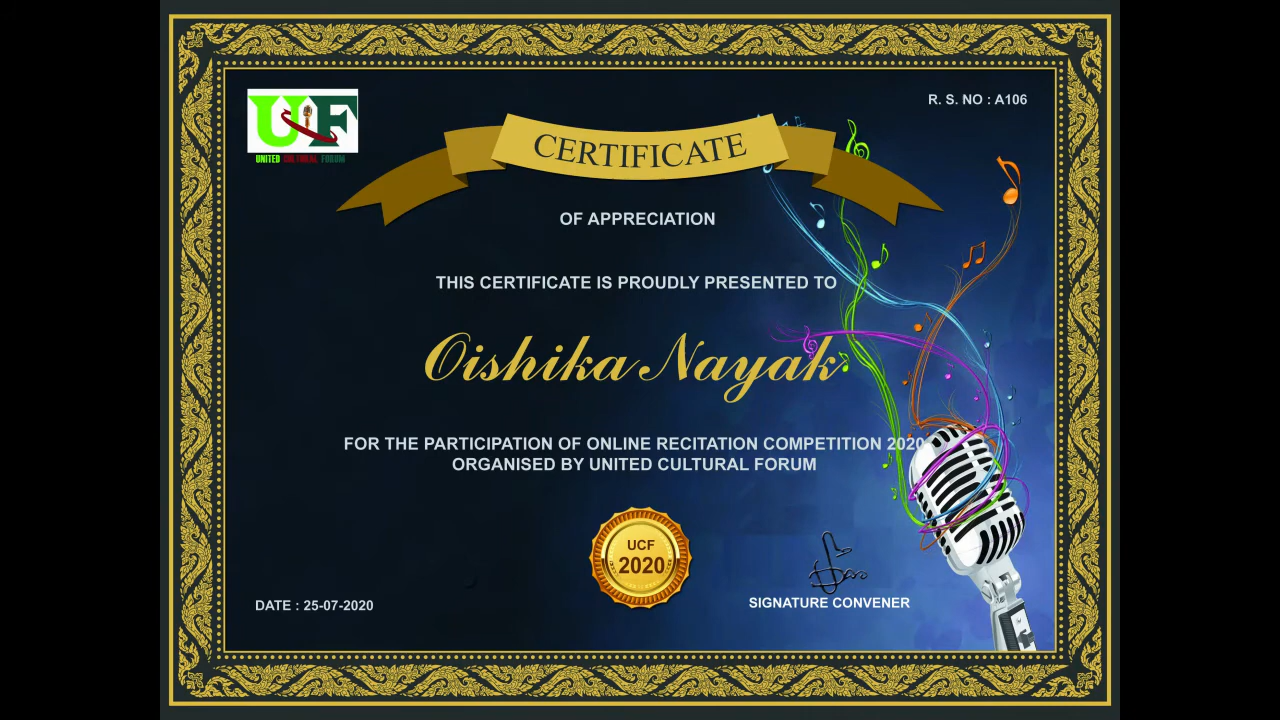 UF
UNITED CULTURAL FORUM
R. S. NO : A106
CERTIFICATE
OF APPRECIATION
THIS CERTIFICATE IS PROUDLY PRESENTED TO
Oishika Nayak
FOR THE PARTICIPATION OF ONLINE RECITATION COMPETITION 2020
ORGANISED BY UNITED CULTURAL FORUM
UCF
2020
DATE : 25-07-2020
SIGNATURE CONVENER